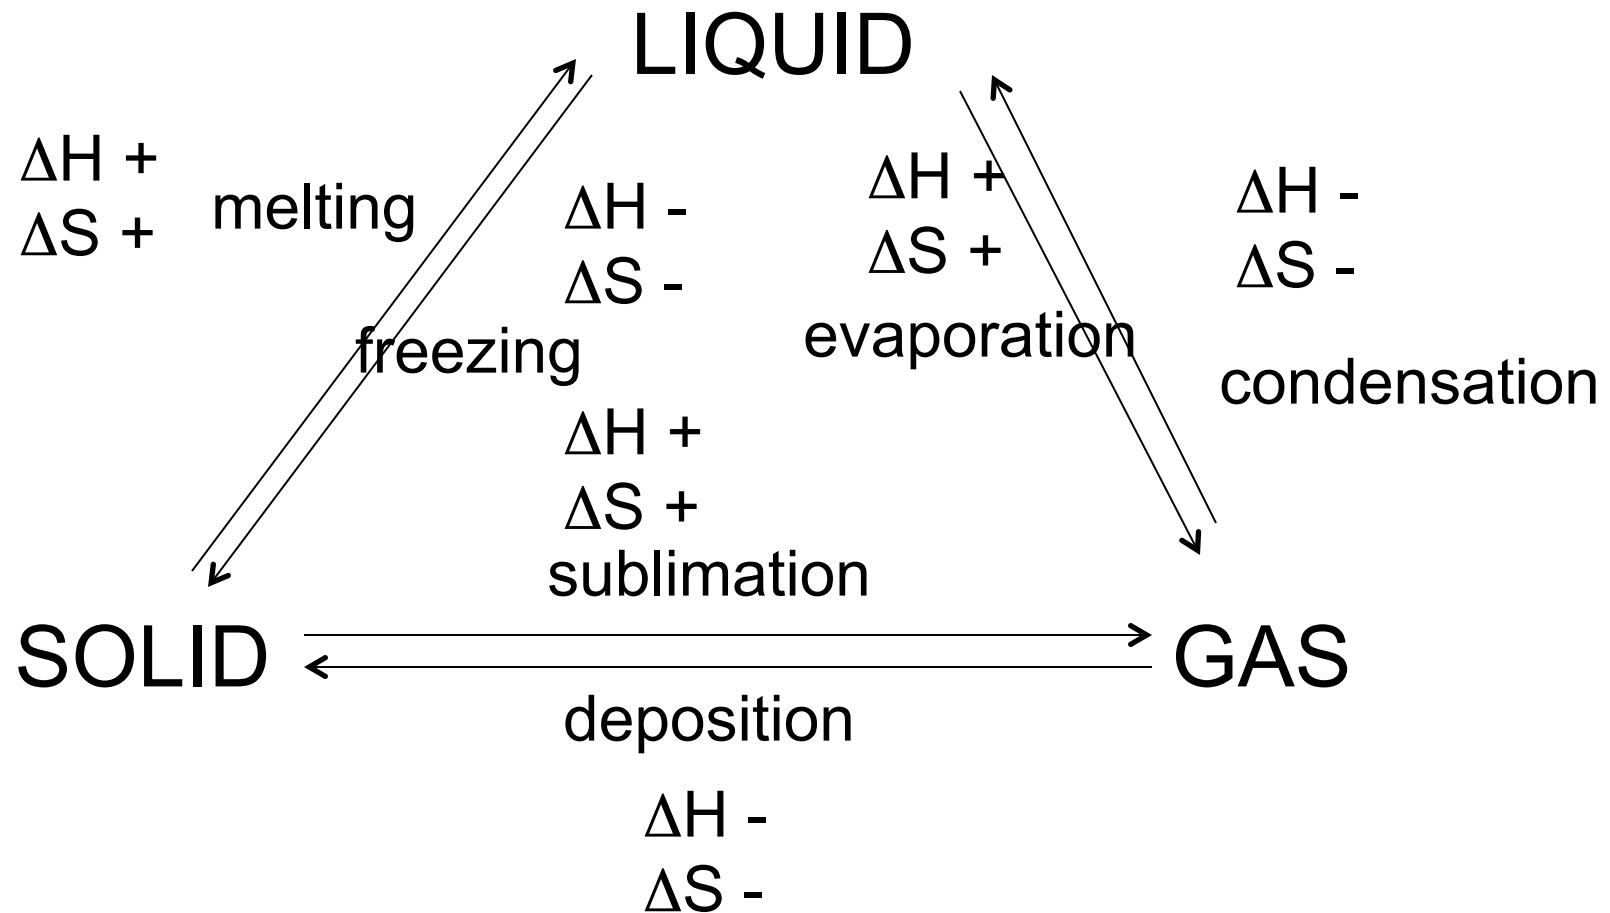 LIQUID
ΔH +
ΔS +
melting
ΔH -
ΔS -
freezing
ΔH +
ΔS +
evaporation
ΔH -
ΔS -
condensation
ΔH +
ΔS +
sublimation
SOLID
GAS
deposition
ΔH -
ΔS -